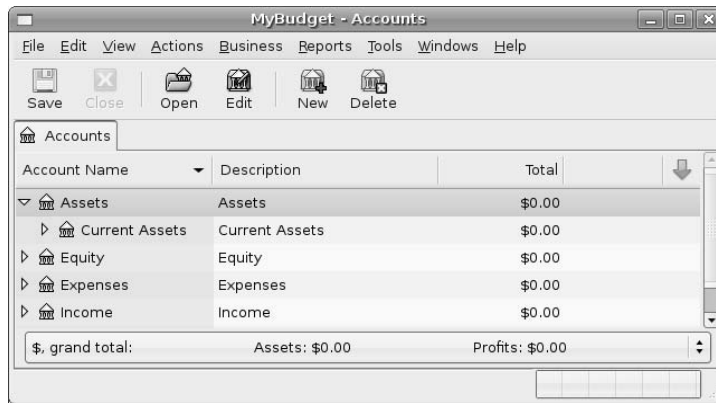 MyBudget - Accounts
File Edit View Actions Business Reports Tools Windows Help
Save Close Open Edit New Delete
Accounts
Account Name Description Total
Assets Assets $0.00
Current Assets Current Assets $0.00
Equity Equity $0.00
Expenses Expenses $0.00
Income Income $0.00
$, grand total: Assets: $0.00 Profits: $0.00